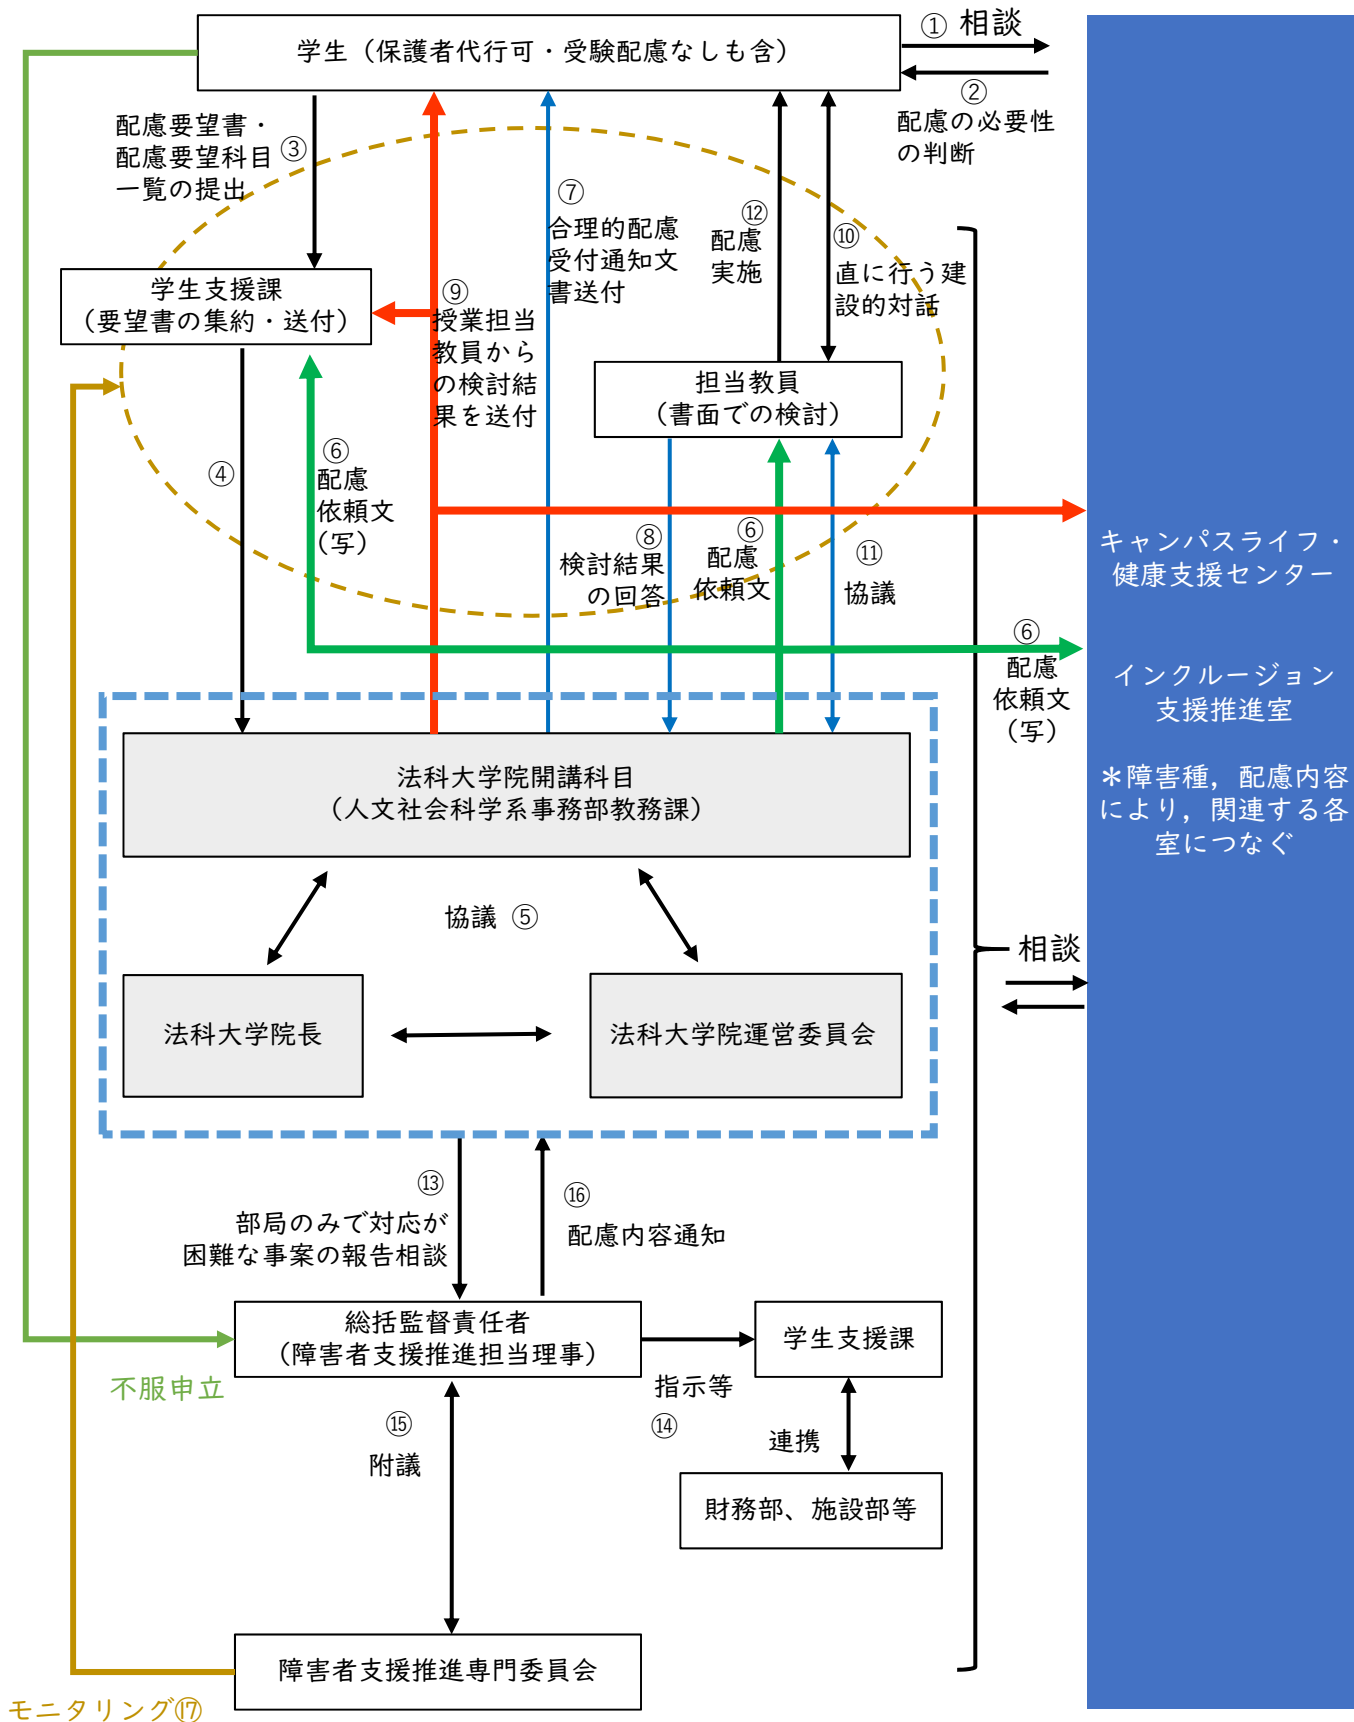 学生（保護者代行可・受験配慮なしも含）
① 相談
②
配慮の必要性
の判断
配慮要望書・
配慮要望科目
一覧の提出
③
⑦
合理的配慮
受付通知文
書送付
⑫
配慮
実施
⑩
直に行う建
設的対話
学生支援課
（要望書の集約・送付）
⑨
授業担当
教員から
の検討結
果を送付
担当教員
（書面での検討）
④
⑥
配慮
依頼文
（写）
⑧
検討結果
の回答
⑥
配慮
依頼文
⑪
協議
キャンパスライフ・
健康支援センター
インクルージョン
支援推進室
＊障害種，配慮内容
により，関連する各
室につなぐ
⑥
配慮
依頼文
（写）
法科大学院開講科目
（人文社会科学系事務部教務課）
協議 ⑤
法科大学院長
法科大学院運営委員会
相談
⑬
部局のみで対応が
困難な事案の報告相談
⑯
配慮内容通知
総括監督責任者
（障害者支援推進担当理事）
学生支援課
不服申立
指示等
⑭
⑮
附議
連携
財務部、施設部等
障害者支援推進専門委員会
モニタリング⑰